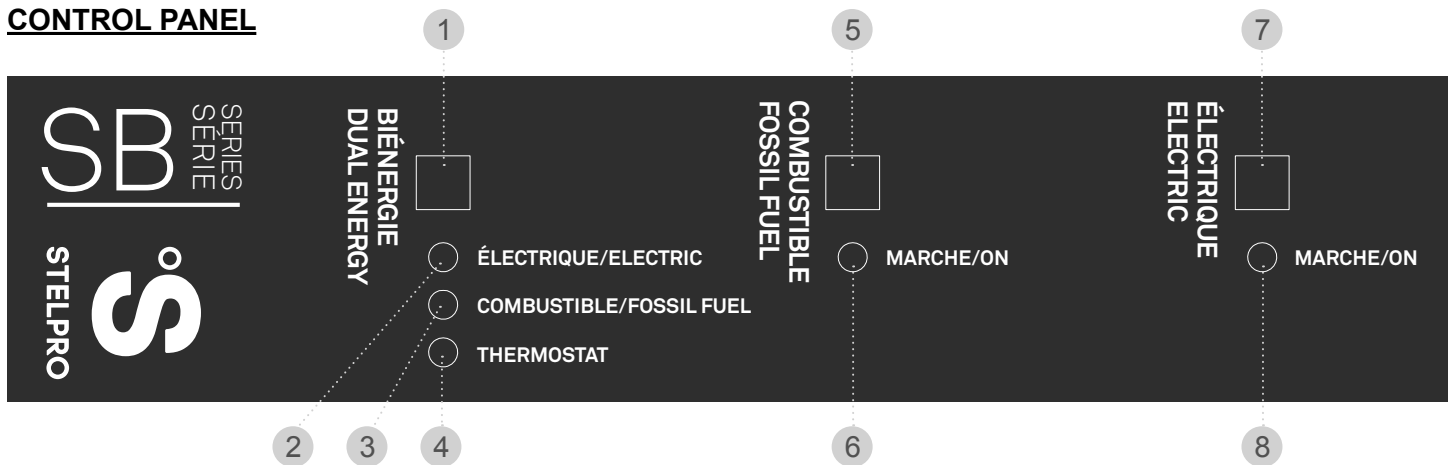 CONTROL PANEL
1
5
7
SB
SERIES
SÉRIE
STELPRO
BIÉNERGIE
DUAL ENERGY
ÉLECTRIQUE/ELECTRIC
COMBUSTIBLE/FOSSIL FUEL
THERMOSTAT
COMBUSTIBLE
FOSSIL FUEL
MARCHE/ON
ÉLECTRIQUE
ELECTRIC
MARCHE/ON
2
3
4
6
8